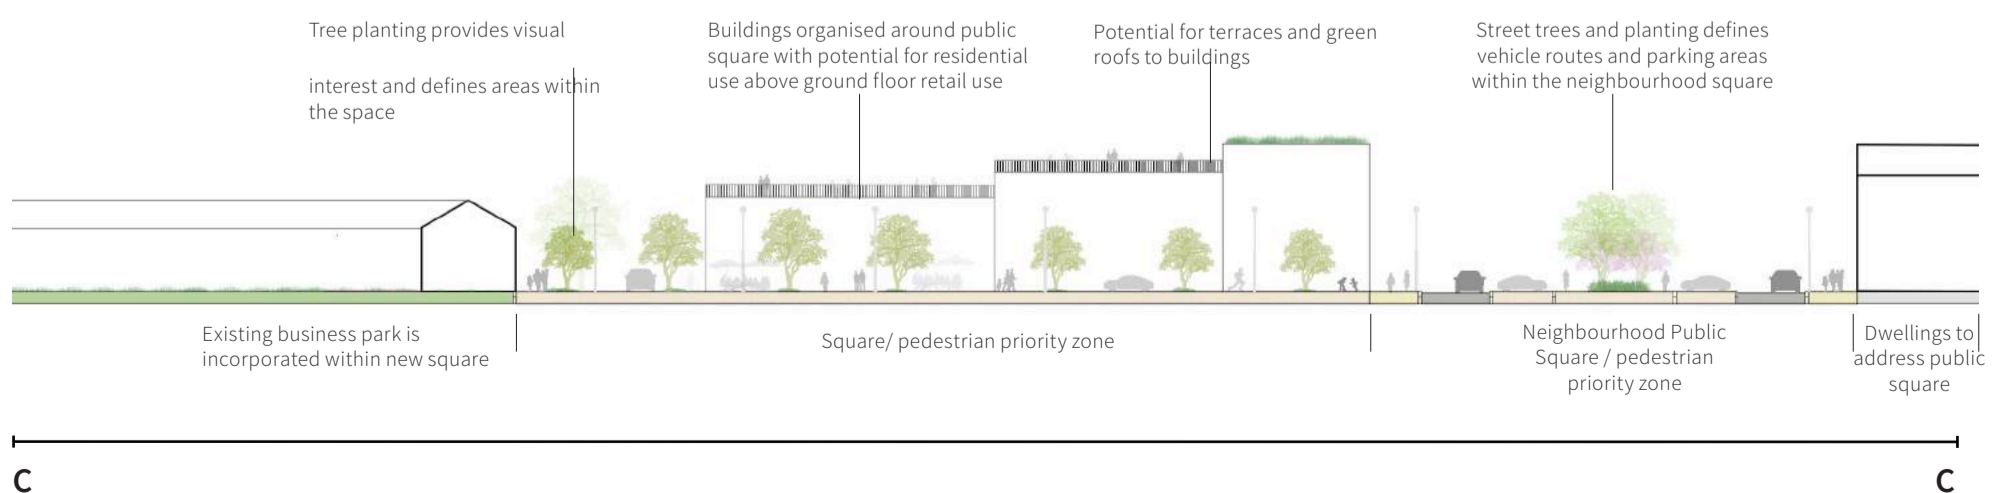 Tree planting provides visual
interest and defines areas within
the space
Buildings organised around public
square with potential for residential
use above ground floor retail use
Potential for terraces and green
roofs to buildings
Street trees and planting defines
vehicle routes and parking areas
within the neighbourhood square
Existing business park is
incorporated within new square
Square/ pedestrian priority zone
Neighbourhood Public
Square / pedestrian
priority zone
Dwellings to
address public
square
C
C